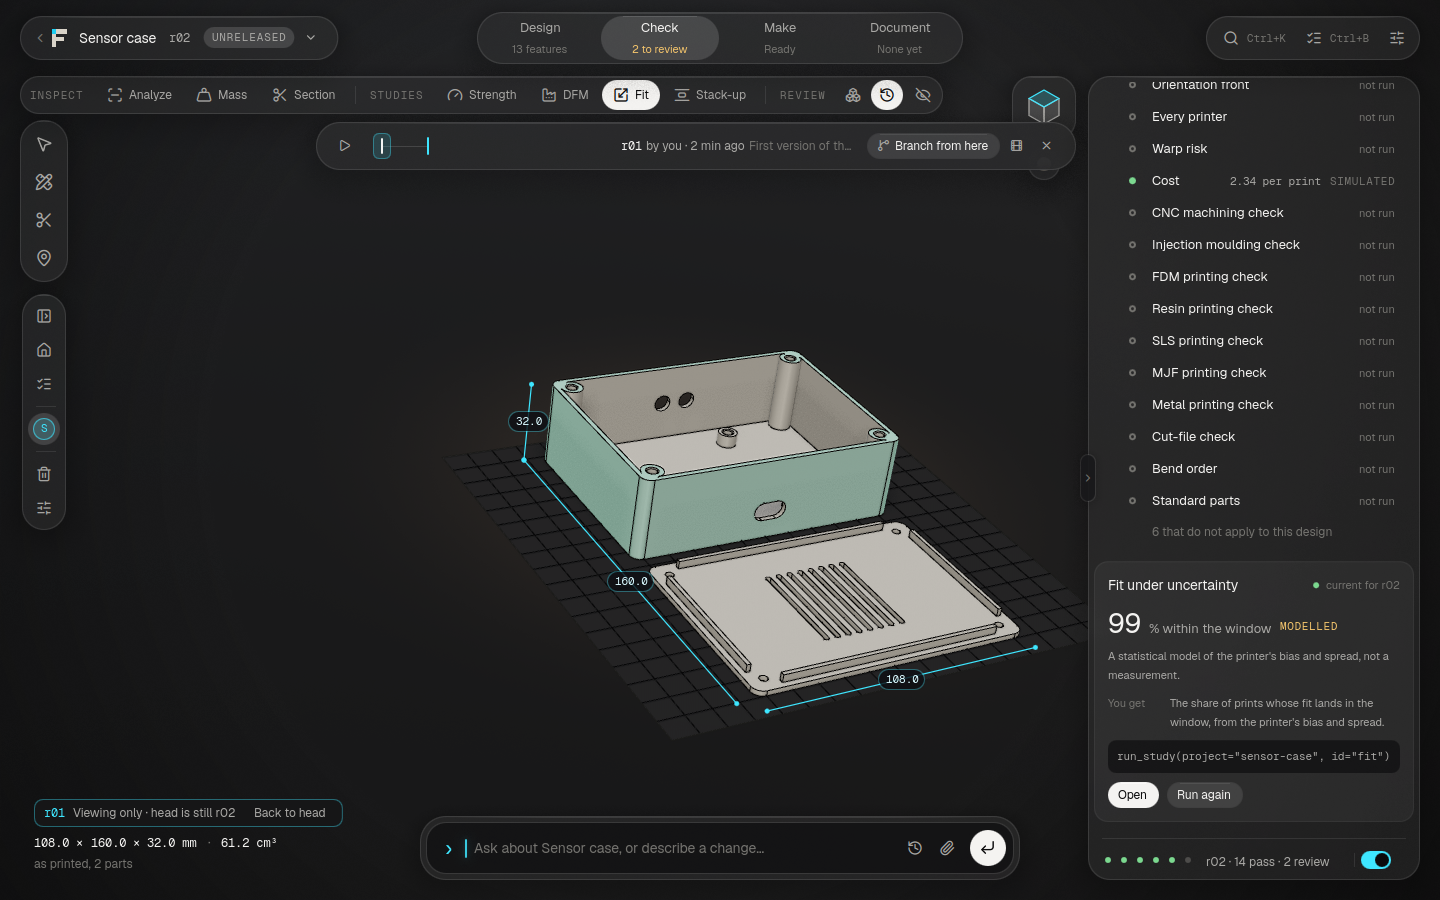 Sensor case r02 UNRELEASED
Design
13 features
Check
2 to review
Make
Ready
Document
None yet
Ctrl+K Ctrl+B
INSPECT Analyze Mass Section STUDIES Strength DFM Fit Stack-up REVIEW
r01 by you · 2 min ago First version of th…
Branch from here
Orientation front not run
Every printer not run
Warp risk not run
Cost 2.34 per print SIMULATED
CNC machining check not run
Injection moulding check not run
FDM printing check not run
Resin printing check not run
SLS printing check not run
MJF printing check not run
Metal printing check not run
Cut-file check not run
Bend order not run
Standard parts not run
6 that do not apply to this design
S
32.0
160.0
108.0
Fit under uncertainty current for r02
99 % within the window MODELLED
A statistical model of the printer's bias and spread, not a
measurement.
You get The share of prints whose fit lands in the
window, from the printer's bias and spread.
run_study(project="sensor-case", id="fit")
Open Run again
r02 · 14 pass · 2 review
r01 Viewing only · head is still r02 Back to head
108.0 × 160.0 × 32.0 mm · 61.2 cm³
as printed, 2 parts
Ask about Sensor case, or describe a change…